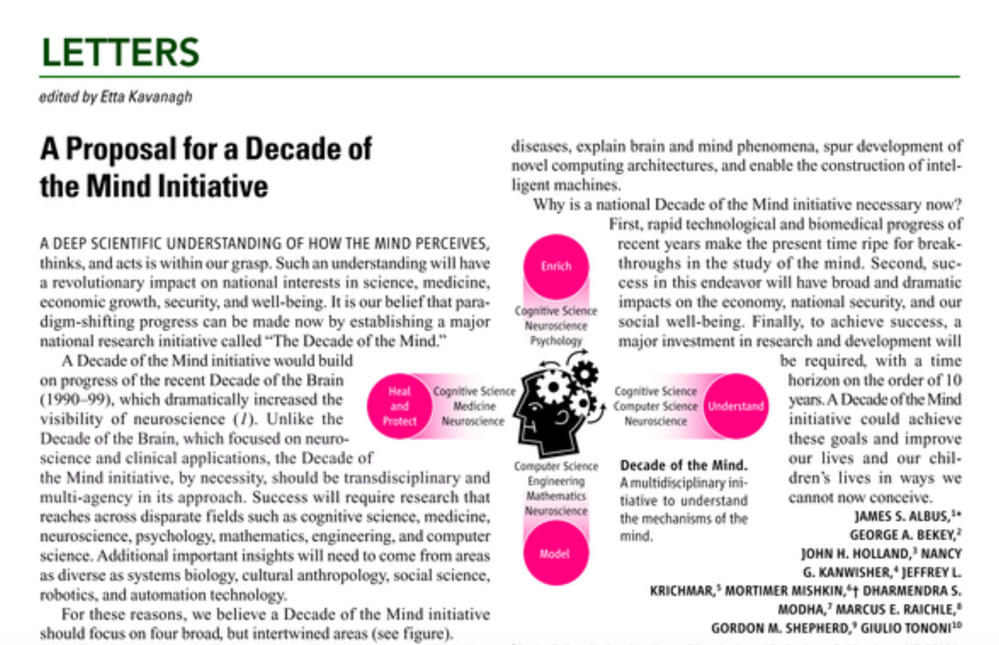 LETTERS
edited by Etta Kavanagh
A Proposal for a Decade of
the Mind Initiative
A DEEP SCIENTIFIC UNDERSTANDING OF HOW THE MIND PERCEIVES,
thinks, and acts is within our grasp. Such an understanding will have
a revolutionary impact on national interests in science, medicine,
economic growth, security, and well-being. It is our belief that para-
digm-shifting progress can be made now by establishing a major
national research initiative called “The Decade of the Mind.”
A Decade of the Mind initiative would build
on progress of the recent Decade of the Brain
(1990–99), which dramatically increased the
visibility of neuroscience (1). Unlike the
Decade of the Brain, which focused on neuro-
science and clinical applications, the Decade of
the Mind initiative, by necessity, should be transdisciplinary and
multi-agency in its approach. Success will require research that
reaches across disparate fields such as cognitive science, medicine,
neuroscience, psychology, mathematics, engineering, and computer
science. Additional important insights will need to come from areas
as diverse as systems biology, cultural anthropology, social science,
robotics, and automation technology.
For these reasons, we believe a Decade of the Mind initiative
should focus on four broad, but intertwined areas (see figure).
diseases, explain brain and mind phenomena, spur development of
novel computing architectures, and enable the construction of intel-
ligent machines.
Why is a national Decade of the Mind initiative necessary now?
First, rapid technological and biomedical progress of
recent years make the present time ripe for break-
throughs in the study of the mind. Second, suc-
cess in this endeavor will have broad and dramatic
impacts on the economy, national security, and our
social well-being. Finally, to achieve success, a
major investment in research and development will
be required, with a time
horizon on the order of 10
years. A Decade of the Mind
initiative could achieve
these goals and improve
our lives and our chil-
dren’s lives in ways we
cannot now conceive.
JAMES S. ALBUS,1*
GEORGE A. BEKEY,2
JOHN H. HOLLAND,3 NANCY
G. KANWISHER,4 JEFFREY L.
KRICHMAR,5 MORTIMER MISHKIN,6† DHARMENDRA S.
MODHA,7 MARCUS E. RAICHLE,8
GORDON M. SHEPHERD,9 GIULIO TONONI10
Enrich
Cognitive Science
Neuroscience
Psychology
Heal
and
Protect
Cognitive Science
Medicine
Neuroscience
Cognitive Science
Computer Science
Neuroscience
Understand
Computer Science
Engineering
Mathematics
Neuroscience
Model
Decade of the Mind.
A multidisciplinary ini-
tiative to understand
the mechanisms of the
mind.